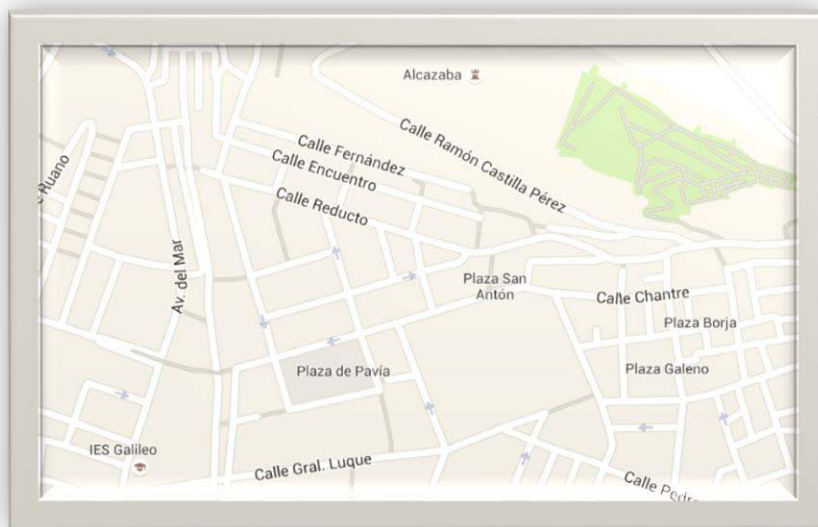 Alcazaba
Calle Ramón Castilla Pérez
Calle Fernández
Calle Encuentro
Calle Reducto
Ruano
Av. del Mar
Plaza San
Antón
Calle Chantre
Plaza Borja
Plaza de Pavía
Plaza Galeno
IES Galileo
Calle Gral. Luque
Calle